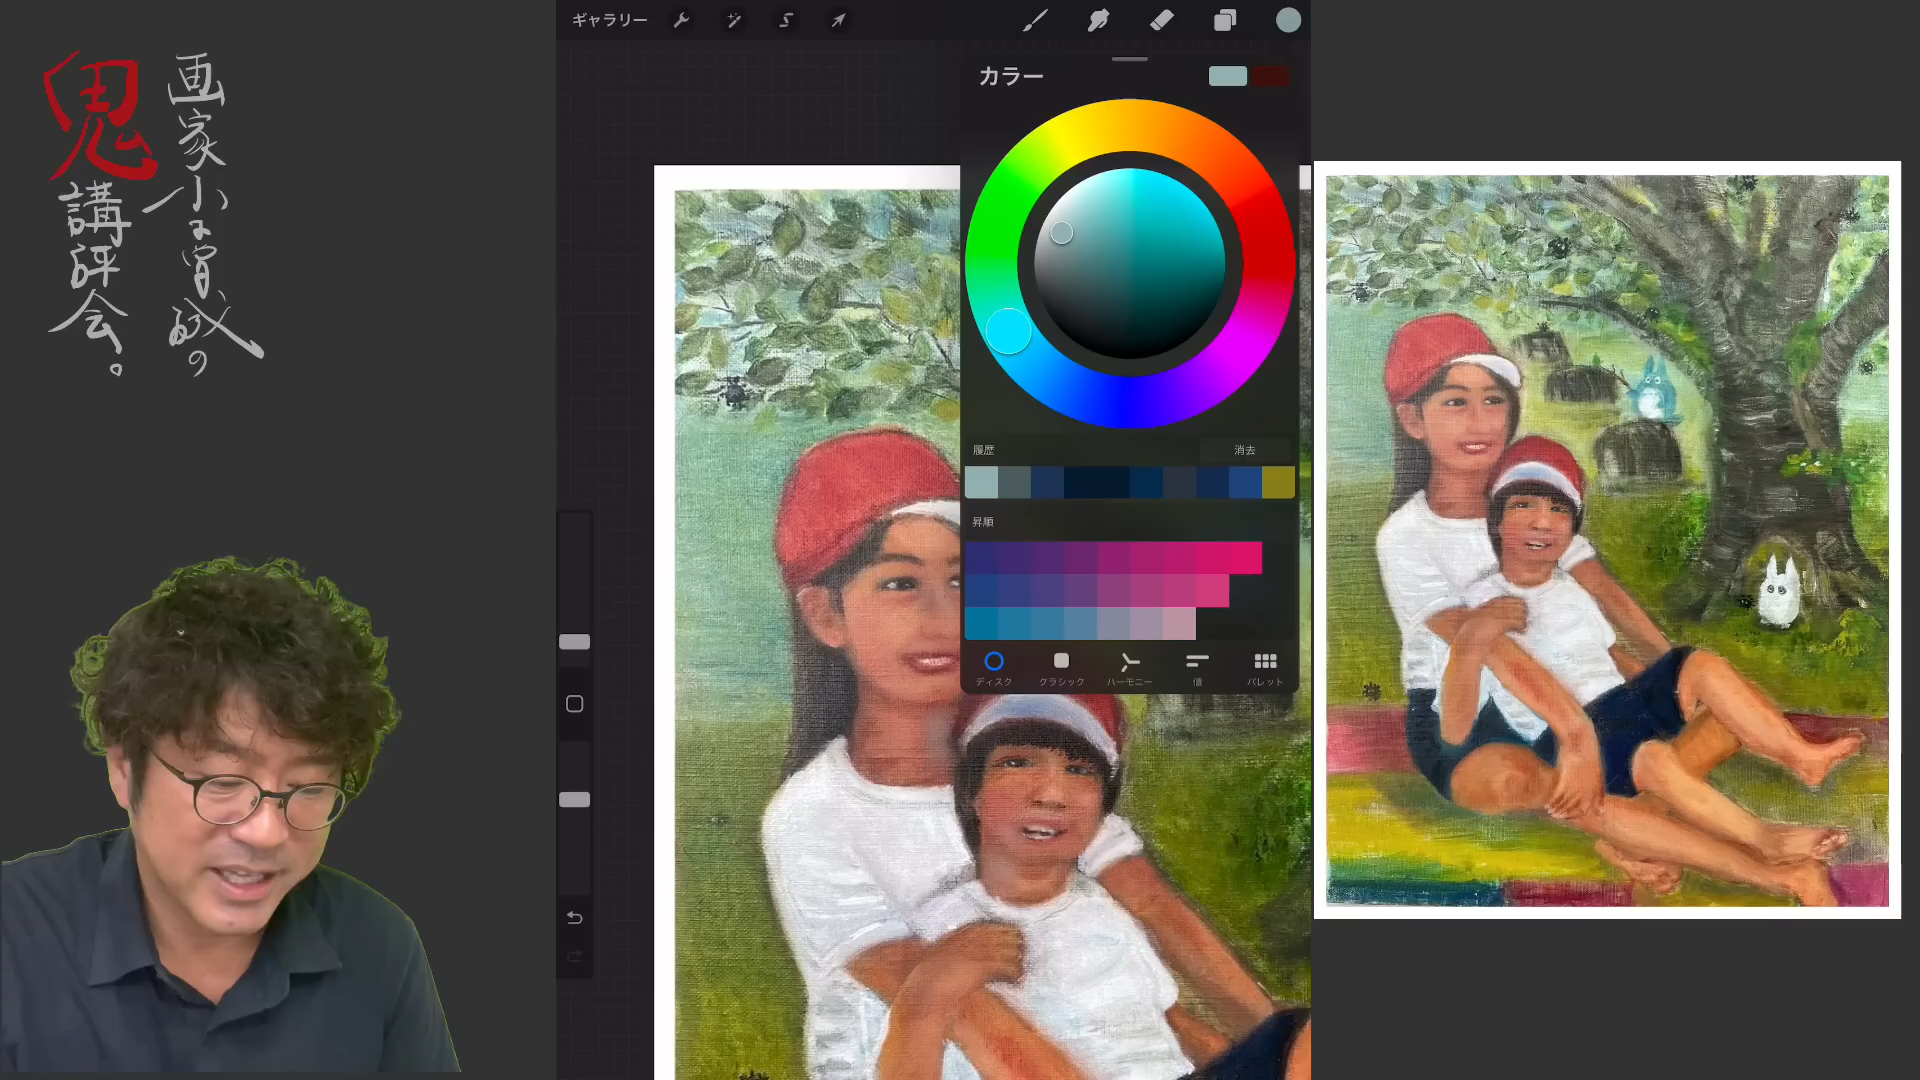 画家小木曽誠の
鬼講評会。
ギャラリー
カラー
履歴
消去
昇順
ディスク
クラシック
ハーモニー
値
パレット